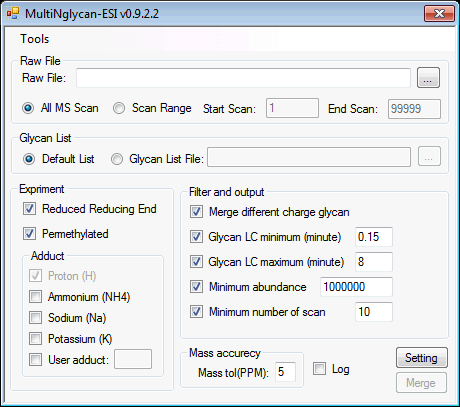 MultiNglycan-ESI v0.9.2.2
Tools
Raw File
Raw File: ...
All MS Scan Scan Range Start Scan: 1 End Scan: 99999
Glycan List
Default List Glycan List File: ...
Expriment
Reduced Reducing End
Permethylated
Adduct
Proton (H)
Ammonium (NH4)
Sodium (Na)
Potassium (K)
User adduct:
Filter and output
Merge different charge glycan
Glycan LC minimum (minute) 0.15
Glycan LC maximum (minute) 8
Minimum abundance 1000000
Minimum number of scan 10
Mass accurecy
Mass tol(PPM): 5
Log
Setting
Merge